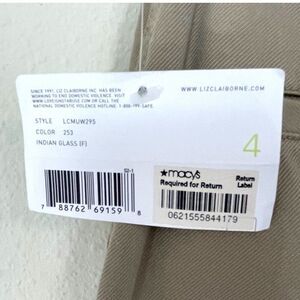 SINCE 1991, LIZ CLAIBORNE INC. HAS BEEN
WORKING TO END DOMESTIC VIOLENCE. VISIT
WWW.LOVEISNOTABUSE.COM OR CALL THE
NATIONAL DOMESTIC VIOLENCE HOTLINE. 1-800-799-SAFE.
WWW.LIZCLAIBORNE.COM
STYLE LCMUW295
COLOR 253
INDIAN GLASS (F)
4
52-1
7 88762 69159 8
★macy's
Required for Return
Return
Label
0621555844179